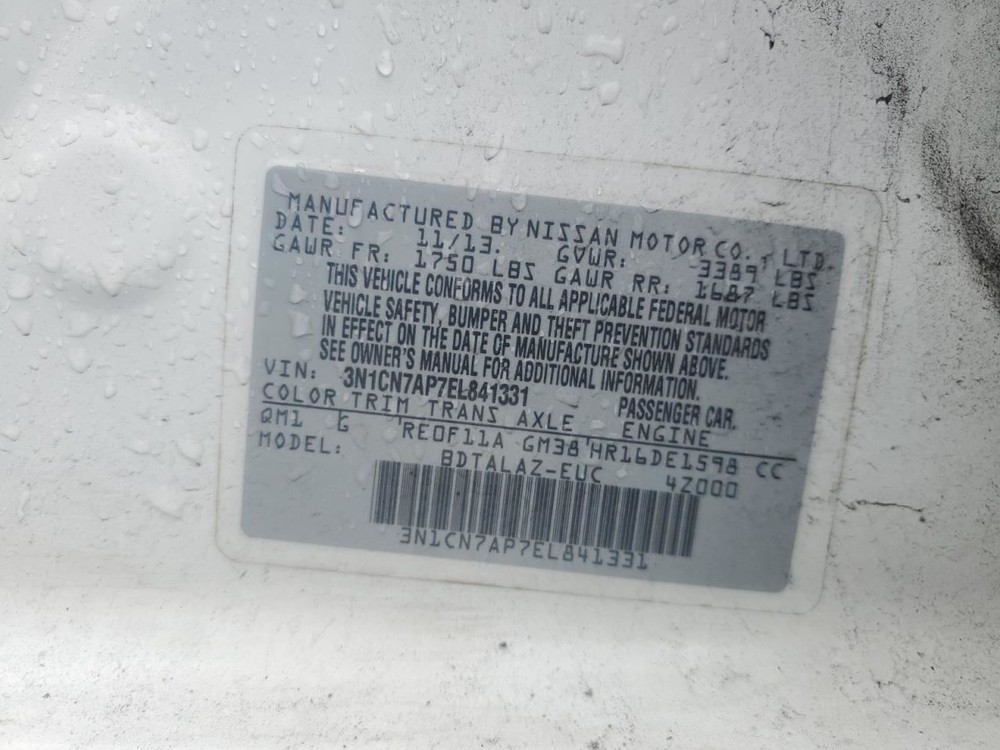 MANUFACTURED BY NISSAN MOTOR CO., LTD.
DATE: 11/13. GVWR: 3389 LBS
GAWR FR: 1750 LBS GAWR RR: 1687 LBS
THIS VEHICLE CONFORMS TO ALL APPLICABLE FEDERAL MOTOR
VEHICLE SAFETY, BUMPER AND THEFT PREVENTION STANDARDS
IN EFFECT ON THE DATE OF MANUFACTURE SHOWN ABOVE.
SEE OWNER'S MANUAL FOR ADDITIONAL INFORMATION.
VIN: 3N1CN7AP7EL841331 PASSENGER CAR.
COLOR TRIM TRANS AXLE ENGINE
QM1 G RE0F11A GM38 HR16DE1598 CC
MODEL: BDTALAZ-EUC 4Z000
3N1CN7AP7EL841331